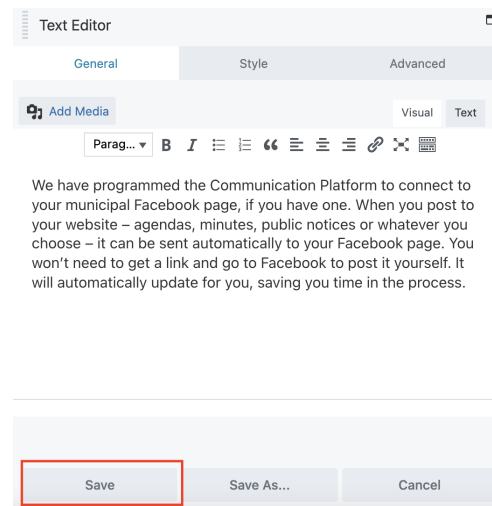 Text Editor
General Style Advanced
Add Media Visual Text
Parag...
We have programmed the Communication Platform to connect to
your municipal Facebook page, if you have one. When you post to
your website – agendas, minutes, public notices or whatever you
choose – it can be sent automatically to your Facebook page. You
won't need to get a link and go to Facebook to post it yourself. It
will automatically update for you, saving you time in the process.
Save Save As... Cancel